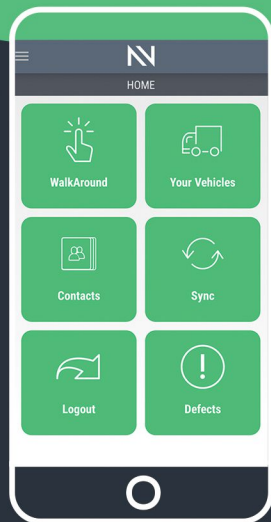 N
HOME
WalkAround
Your Vehicles
Contacts
Sync
Logout
Defects